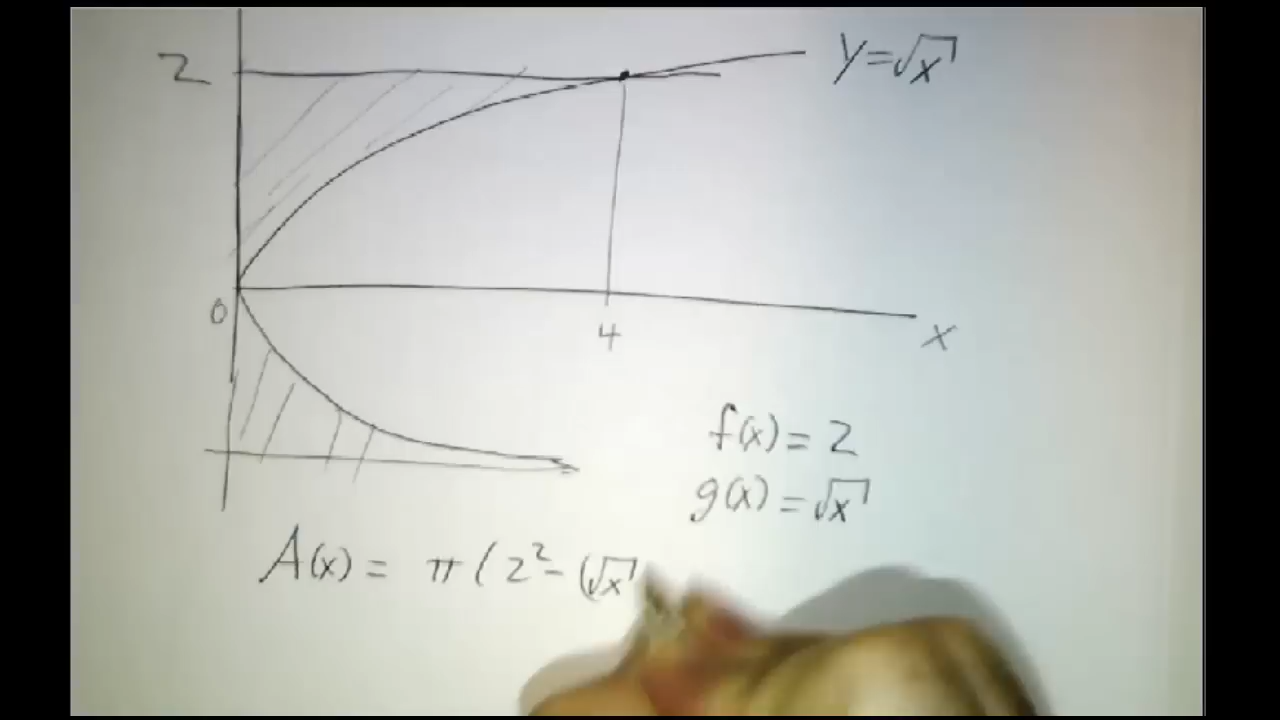 2
y=√x
0
4
x
f(x) = 2
g(x) = √x
A(x) = π(2²-(√x